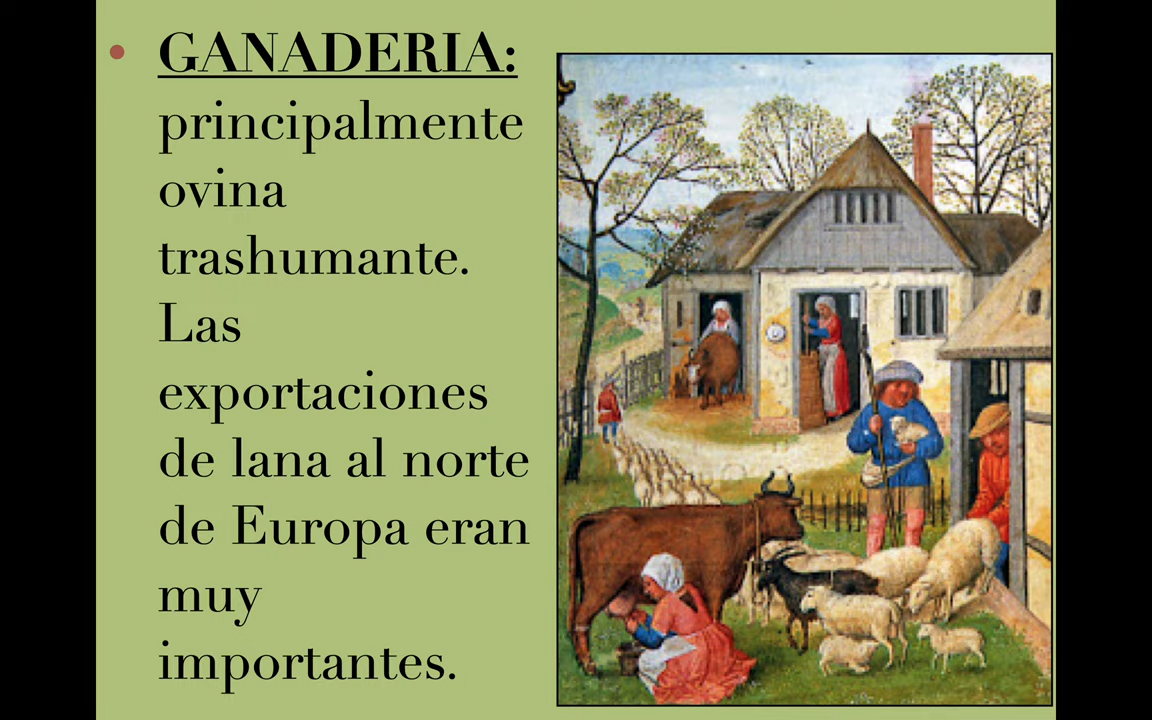 • GANADERIA:
principalmente
ovina
trashumante.
Las
exportaciones
de lana al norte
de Europa eran
muy
importantes.